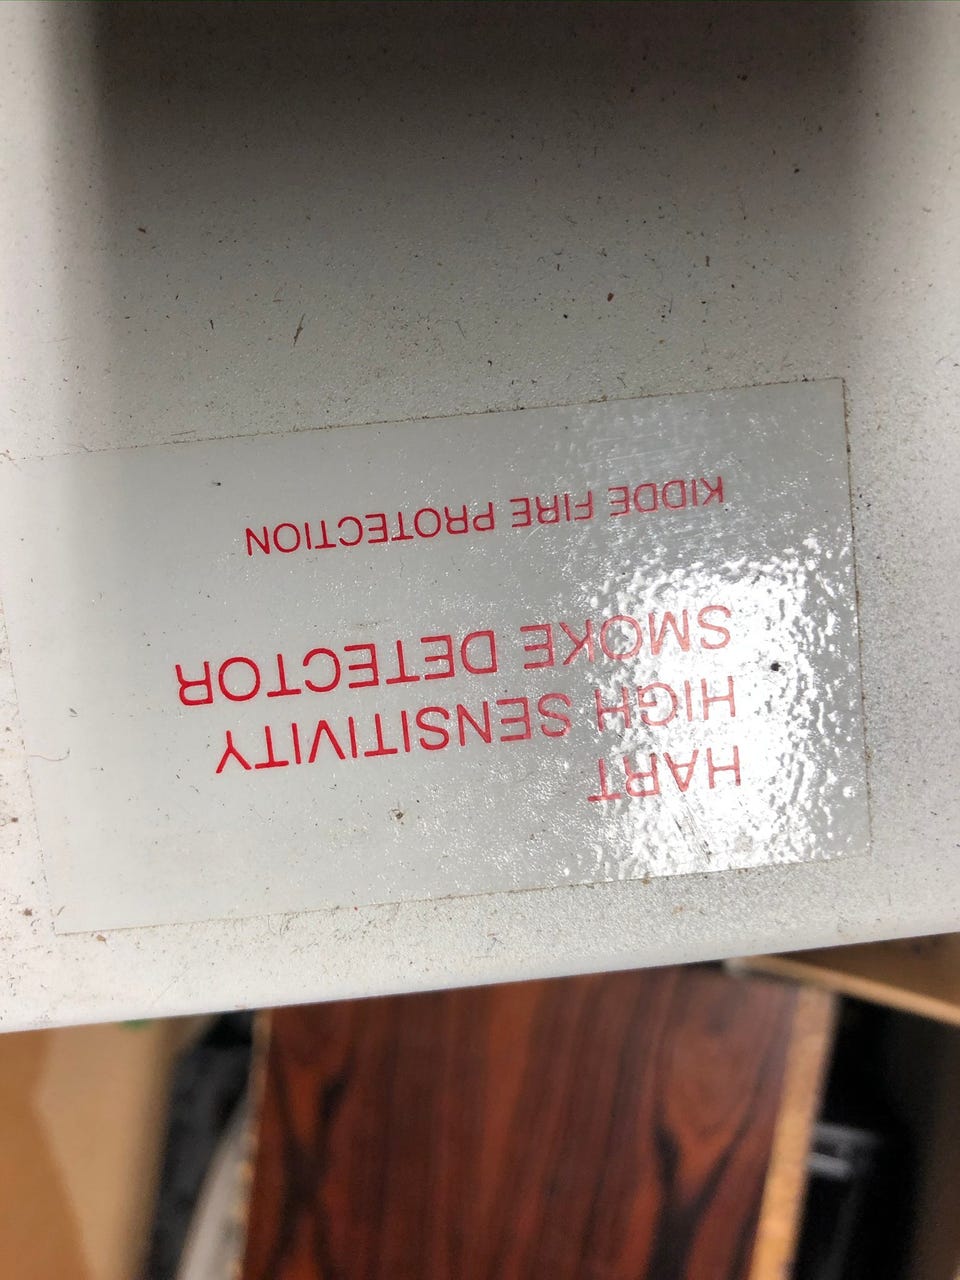 HART
HIGH SENSITIVITY
SMOKE DETECTOR
KIDDE FIRE PROTECTION